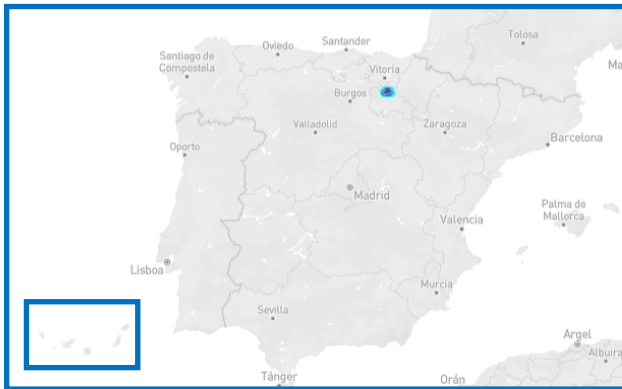 Tolosa
Santander
Oviedo
Santiago de
Compostela
Ma
Vitoria
Burgos
Valladolid
Zaragoza
Barcelona
Oporto
Madrid
Palma de
Mallorca
Valencia
Lisboa
Murcia
Sevilla
Argel
Albuira
Tánger
Orán